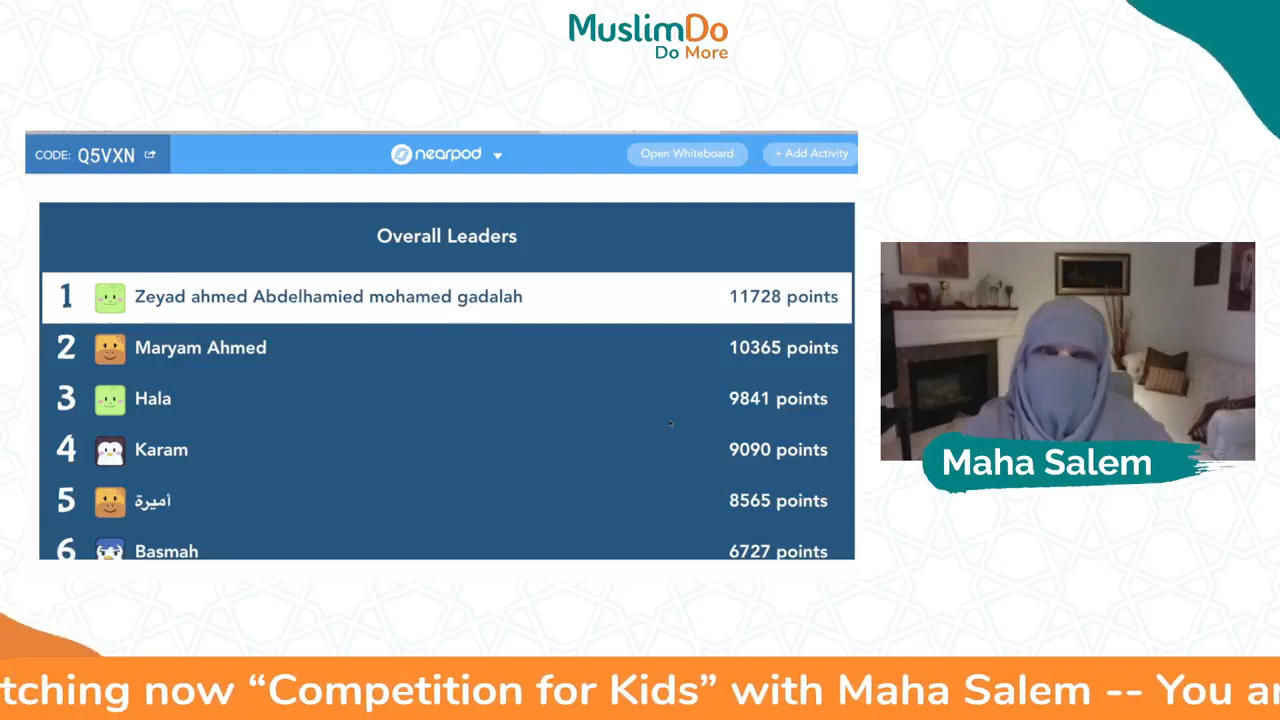 MuslimDo
Do More
CODE: Q5VXN
nearpod
Open Whiteboard
+ Add Activity
Overall Leaders
1 Zeyad ahmed Abdelhamied mohamed gadalah 11728 points
2 Maryam Ahmed 10365 points
3 Hala 9841 points
4 Karam 9090 points
5 أميرة 8565 points
6 Basmah 6727 points
Maha Salem
tching now “Competition for Kids” with Maha Salem -- You ar